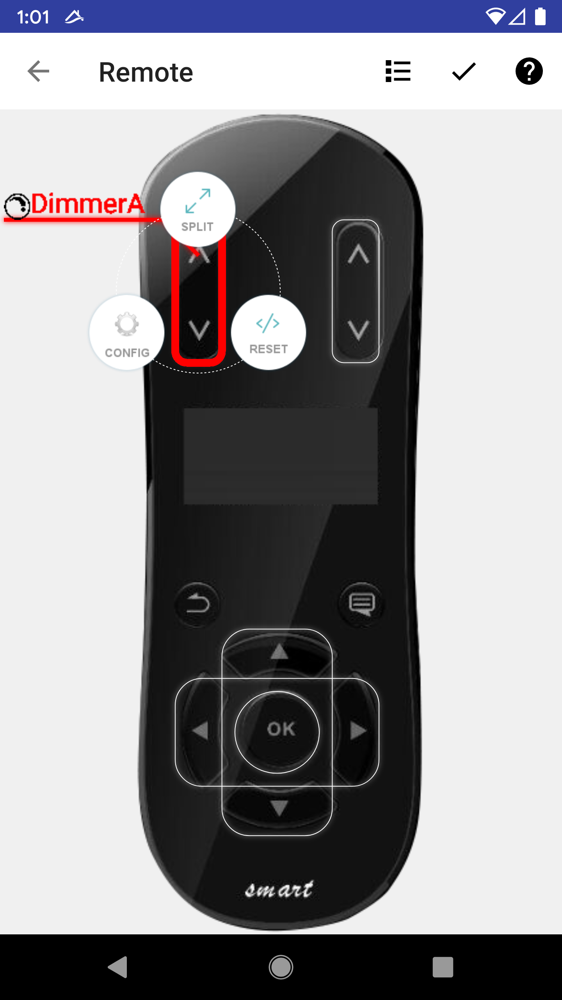 1:01
Remote
DimmerA
SPLIT
CONFIG
RESET
OK
smart